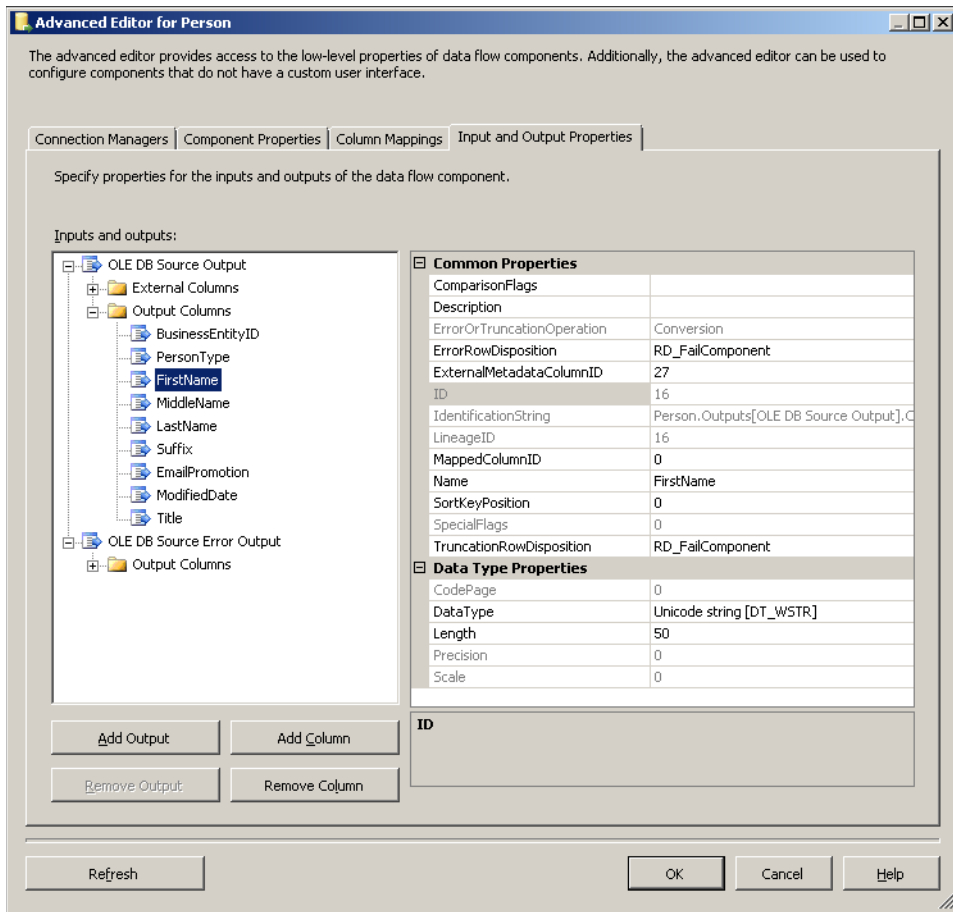 Advanced Editor for Person
The advanced editor provides access to the low-level properties of data flow components. Additionally, the advanced editor can be used to
configure components that do not have a custom user interface.
Connection Managers Component Properties Column Mappings Input and Output Properties
Specify properties for the inputs and outputs of the data flow component.
Inputs and outputs:
OLE DB Source Output
External Columns
Output Columns
BusinessEntityID
PersonType
FirstName
MiddleName
LastName
Suffix
EmailPromotion
ModifiedDate
Title
OLE DB Source Error Output
Output Columns
Common Properties
ComparisonFlags
Description
ErrorOrTruncationOperation Conversion
ErrorRowDisposition RD_FailComponent
ExternalMetadataColumnID 27
ID 16
IdentificationString Person.Outputs[OLE DB Source Output].C
LineageID 16
MappedColumnID 0
Name FirstName
SortKeyPosition 0
SpecialFlags 0
TruncationRowDisposition RD_FailComponent
Data Type Properties
CodePage 0
DataType Unicode string [DT_WSTR]
Length 50
Precision 0
Scale 0
ID
Add Output Add Column
Remove Output Remove Column
Refresh OK Cancel Help